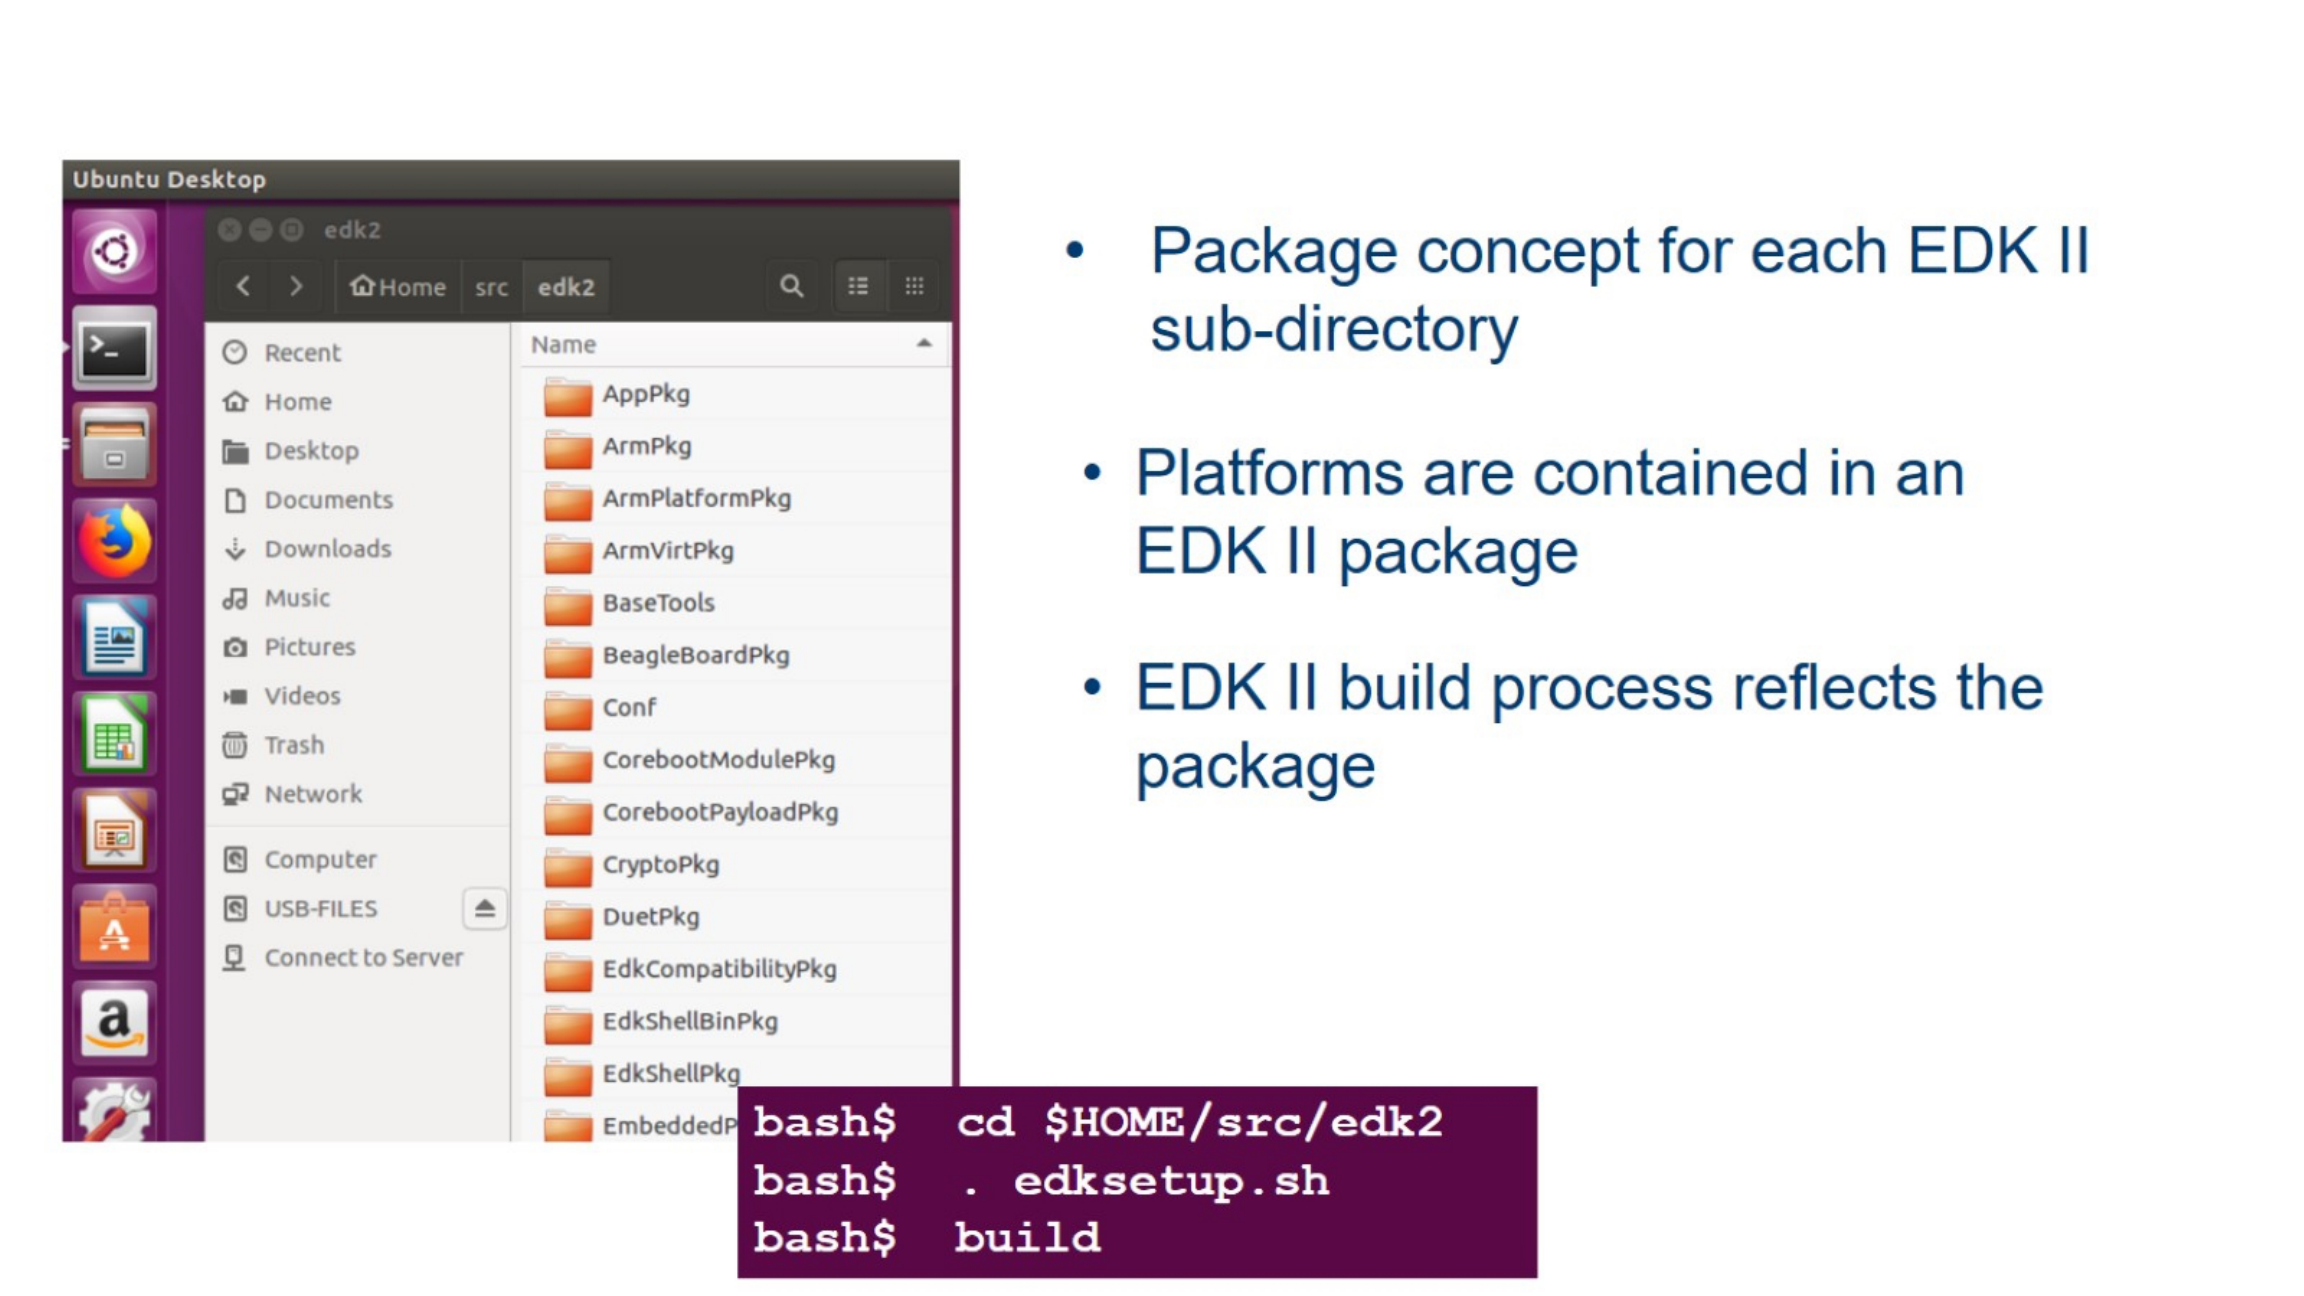 Ubuntu Desktop
edk2
Home src edk2
Recent
Home
Desktop
Documents
Downloads
Music
Pictures
Videos
Trash
Network
Computer
USB-FILES
Connect to Server
Name
AppPkg
ArmPkg
ArmPlatformPkg
ArmVirtPkg
BaseTools
BeagleBoardPkg
Conf
CorebootModulePkg
CorebootPayloadPkg
CryptoPkg
DuetPkg
EdkCompatibilityPkg
EdkShellBinPkg
EdkShellPkg
EmbeddedP
• Package concept for each EDK II
sub-directory
• Platforms are contained in an
EDK II package
• EDK II build process reflects the
package
bash$ cd $HOME/src/edk2
bash$ . edksetup.sh
bash$ build